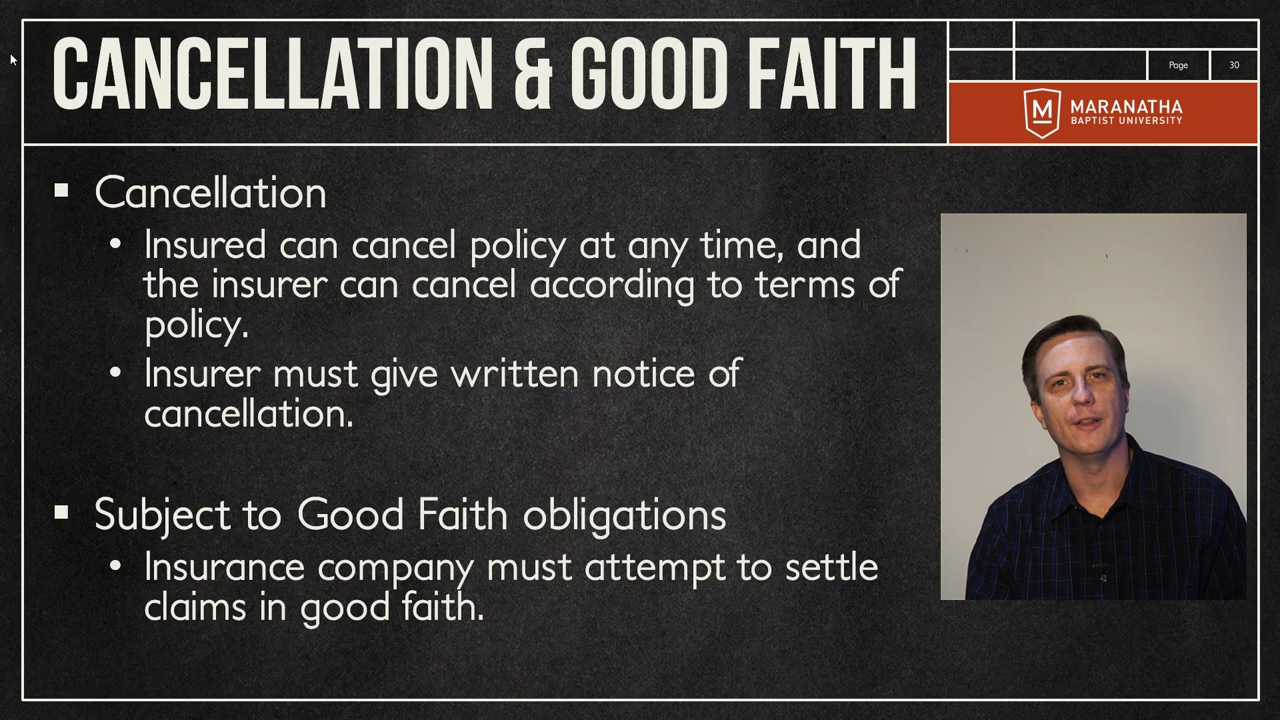 CANCELLATION & GOOD FAITH
Page 30
MARANATHA
BAPTIST UNIVERSITY
▪ Cancellation
• Insured can cancel policy at any time, and
the insurer can cancel according to terms of
policy.
• Insurer must give written notice of
cancellation.
▪ Subject to Good Faith obligations
• Insurance company must attempt to settle
claims in good faith.